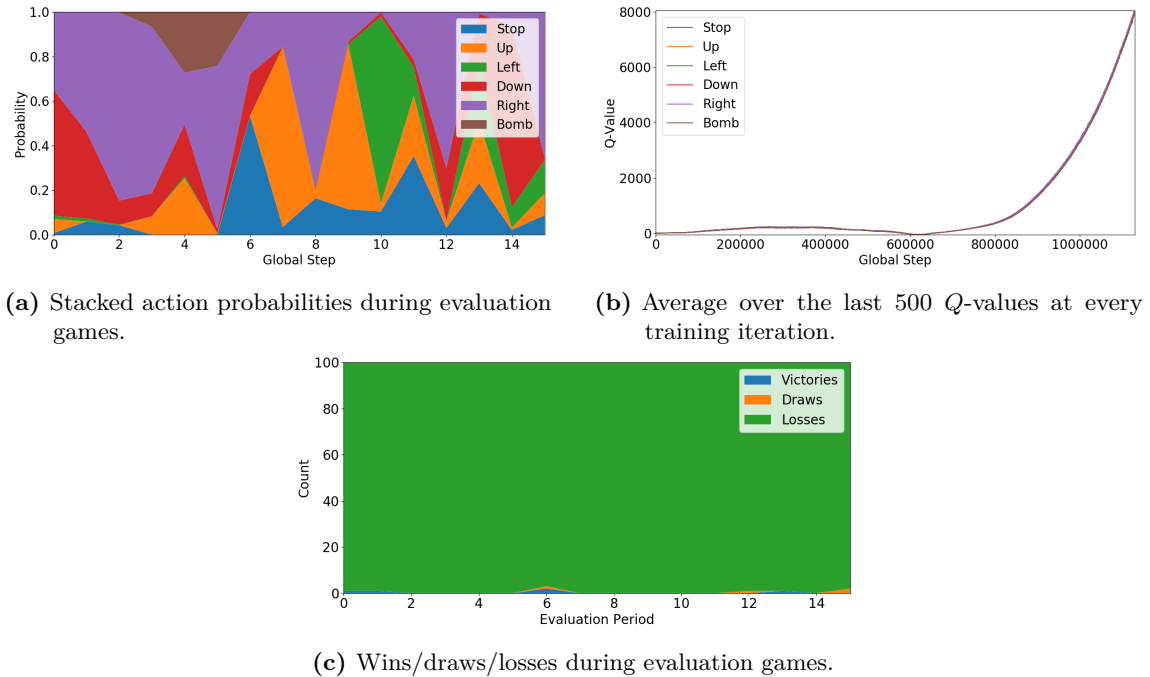 1.0
0.8
0.6
0.4
0.2
0.0
Probability
0 2 4 6 8 10 12 14
Global Step
Stop
Up
Left
Down
Right
Bomb
(a) Stacked action probabilities during evaluation
games.
8000
6000
4000
2000
0
Q-Value
0 200000 400000 600000 800000 1000000
Global Step
Stop
Up
Left
Down
Right
Bomb
(b) Average over the last 500 Q-values at every
training iteration.
100
80
60
40
20
0
Count
0 2 4 6 8 10 12 14
Evaluation Period
Victories
Draws
Losses
(c) Wins/draws/losses during evaluation games.